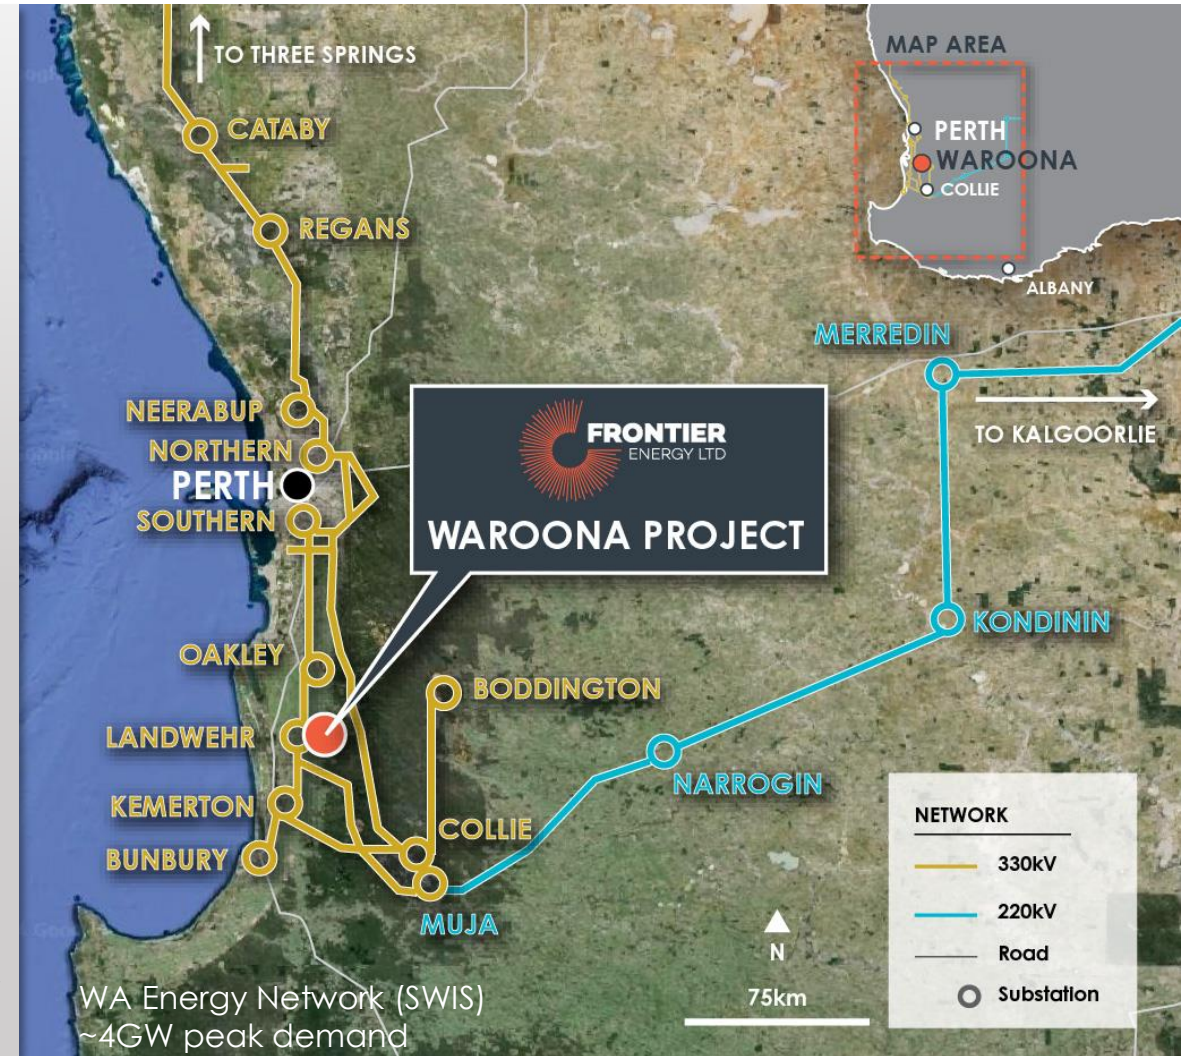 TO THREE SPRINGS
MAP AREA
CATABY
PERTH
WAROONA
REGANS
COLLIE
ALBANY
MERREDIN
NEERABUP
TO KALGOORLIE
NORTHERN
FRONTIER
ENERGY LTD
PERTH
SOUTHERN
WAROONA PROJECT
KONDININ
OAKLEY
BODDINGTON
LANDWEHR
NARROGIN
KEMERTON
COLLIE
BUNBURY
MUJA
NETWORK
330kV
220kV
Road
Substation
N
75km
WA Energy Network (SWIS)
~4GW peak demand